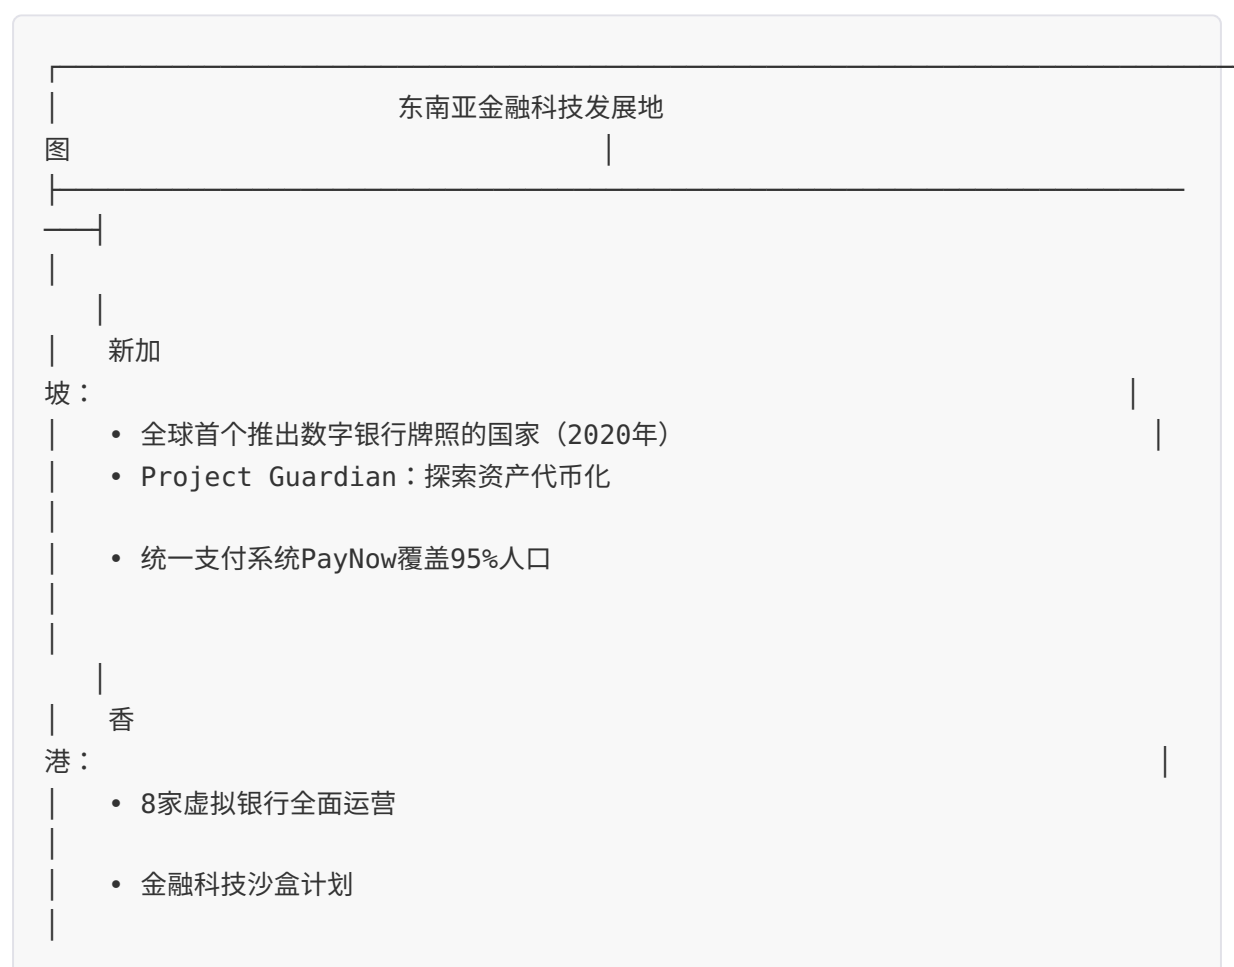 东南亚金融科技发展地
图
新加
坡：
• 全球首个推出数字银行牌照的国家（2020年）
• Project Guardian：探索资产代币化
• 统一支付系统PayNow覆盖95%人口
香
港：
• 8家虚拟银行全面运营
• 金融科技沙盒计划